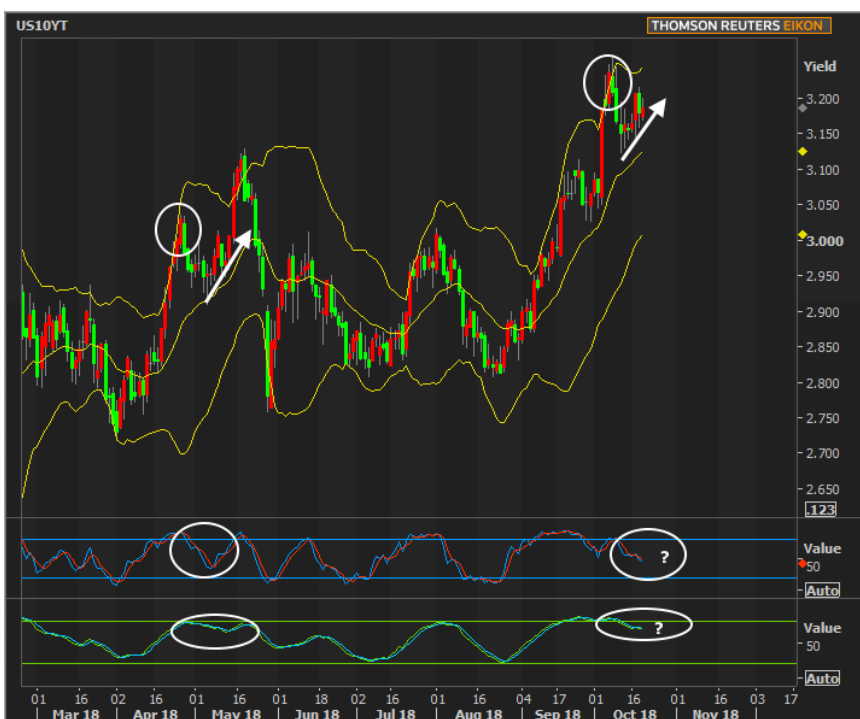 US10YT
THOMSON REUTERS EIKON
Yield
3.200
3.150
3.100
3.050
3.000
2.950
2.900
2.850
2.800
2.750
2.700
2.650
.123
Value
50
?
Auto
Value
50
?
Auto
01 16 02 16 01 16 01 18 02 16 01 16 04 17 01 16 01 16 03 17
Mar 18 Apr 18 May 18 Jun 18 Jul 18 Aug 18 Sep 18 Oct 18 Nov 18